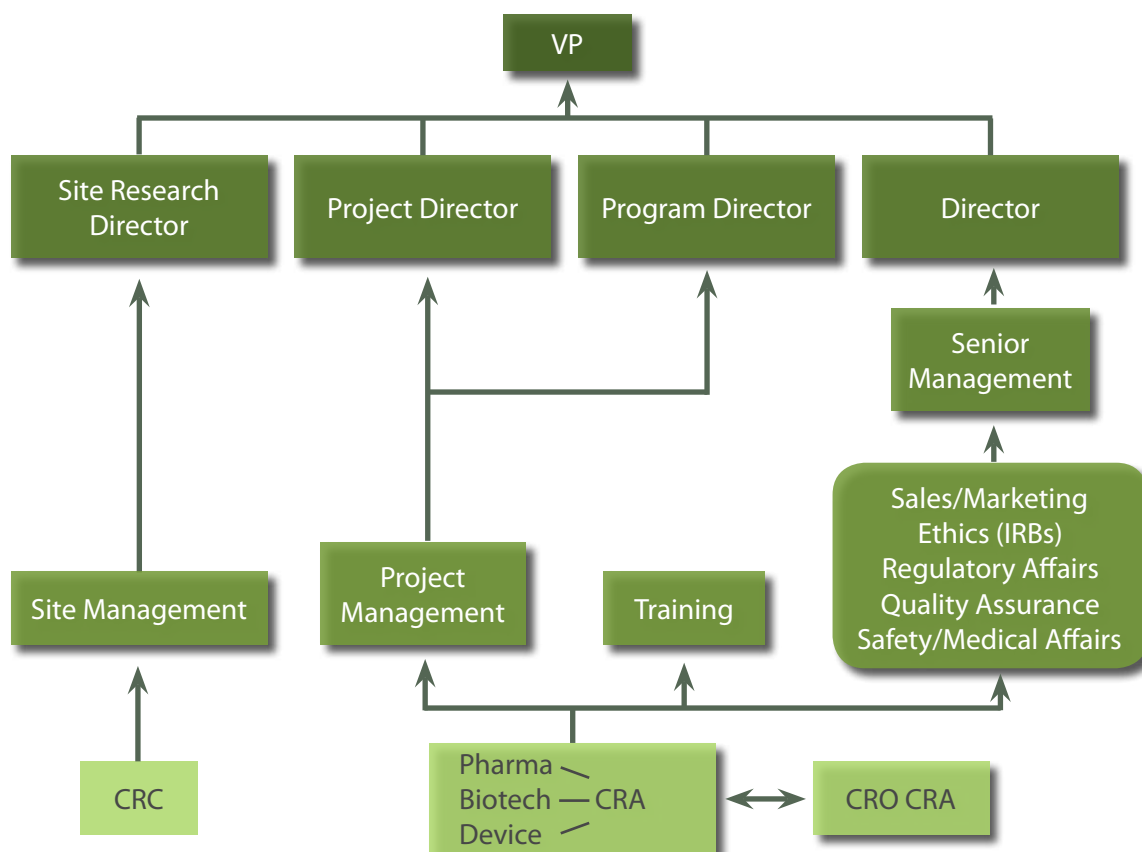 VP
Site Research
Director
Project Director
Program Director
Director
Senior
Management
Sales/Marketing
Ethics (IRBs)
Regulatory Affairs
Quality Assurance
Safety/Medical Affairs
Site Management
Project
Management
Training
CRC
Pharma
Biotech CRA
Device
CRO CRA